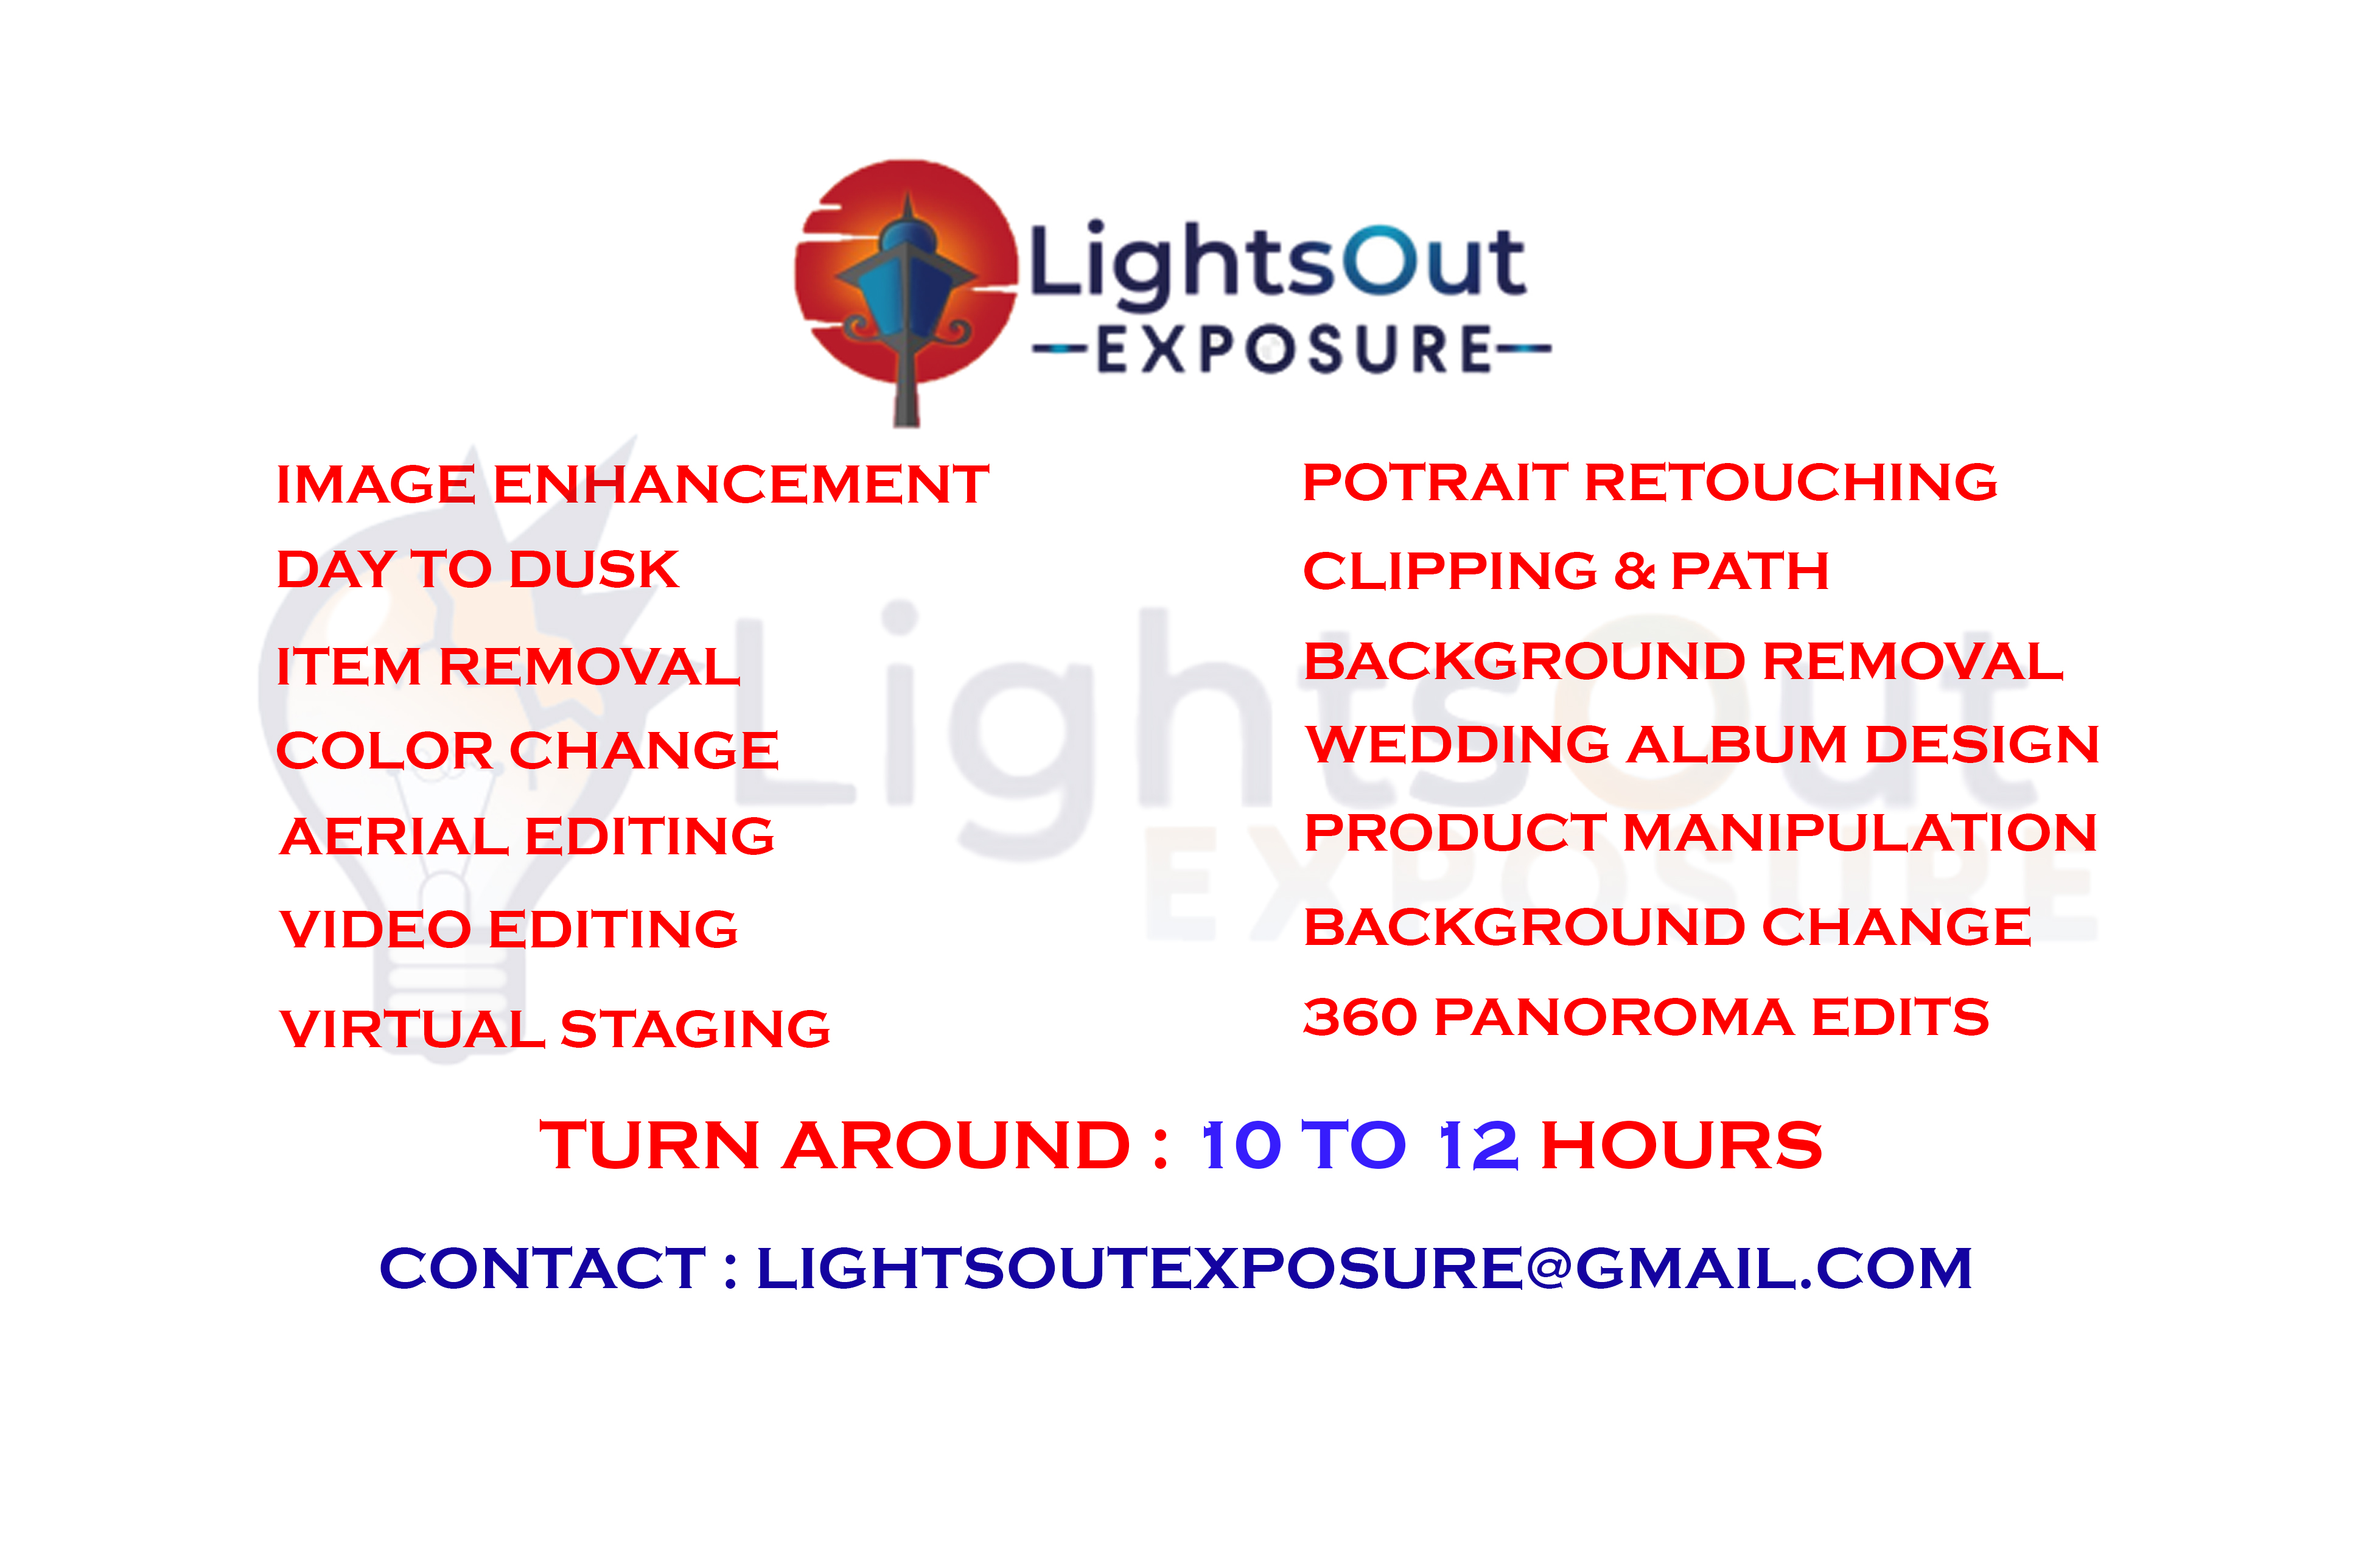 LightsOut
EXPOSURE
IMAGE ENHANCEMENT
DAY TO DUSK
ITEM REMOVAL
COLOR CHANGE
AERIAL EDITING
VIDEO EDITING
VIRTUAL STAGING
POTRAIT RETOUCHING
CLIPPING & PATH
BACKGROUND REMOVAL
WEDDING ALBUM DESIGN
PRODUCT MANIPULATION
BACKGROUND CHANGE
360 PANOROMA EDITS
LightsOut
EXPOSURE
TURN AROUND : 10 TO 12 HOURS
CONTACT : LIGHTSOUTEXPOSURE@GMAIL.COM